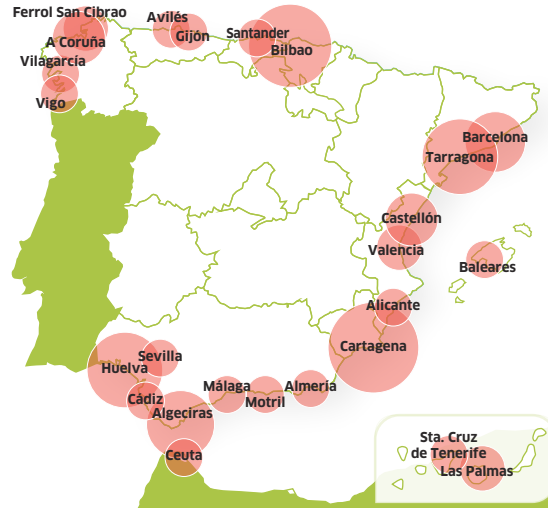 Ferrol San Cibrao
A Coruña
Vilagarcía
Vigo
Avilés
Gijón
Santander
Bilbao
Barcelona
Tarragona
Castellón
Valencia
Baleares
Alicante
Cartagena
Sevilla
Huelva
Cádiz
Algeciras
Málaga
Motril
Almería
Ceuta
Sta. Cruz
de Tenerife
Las Palmas